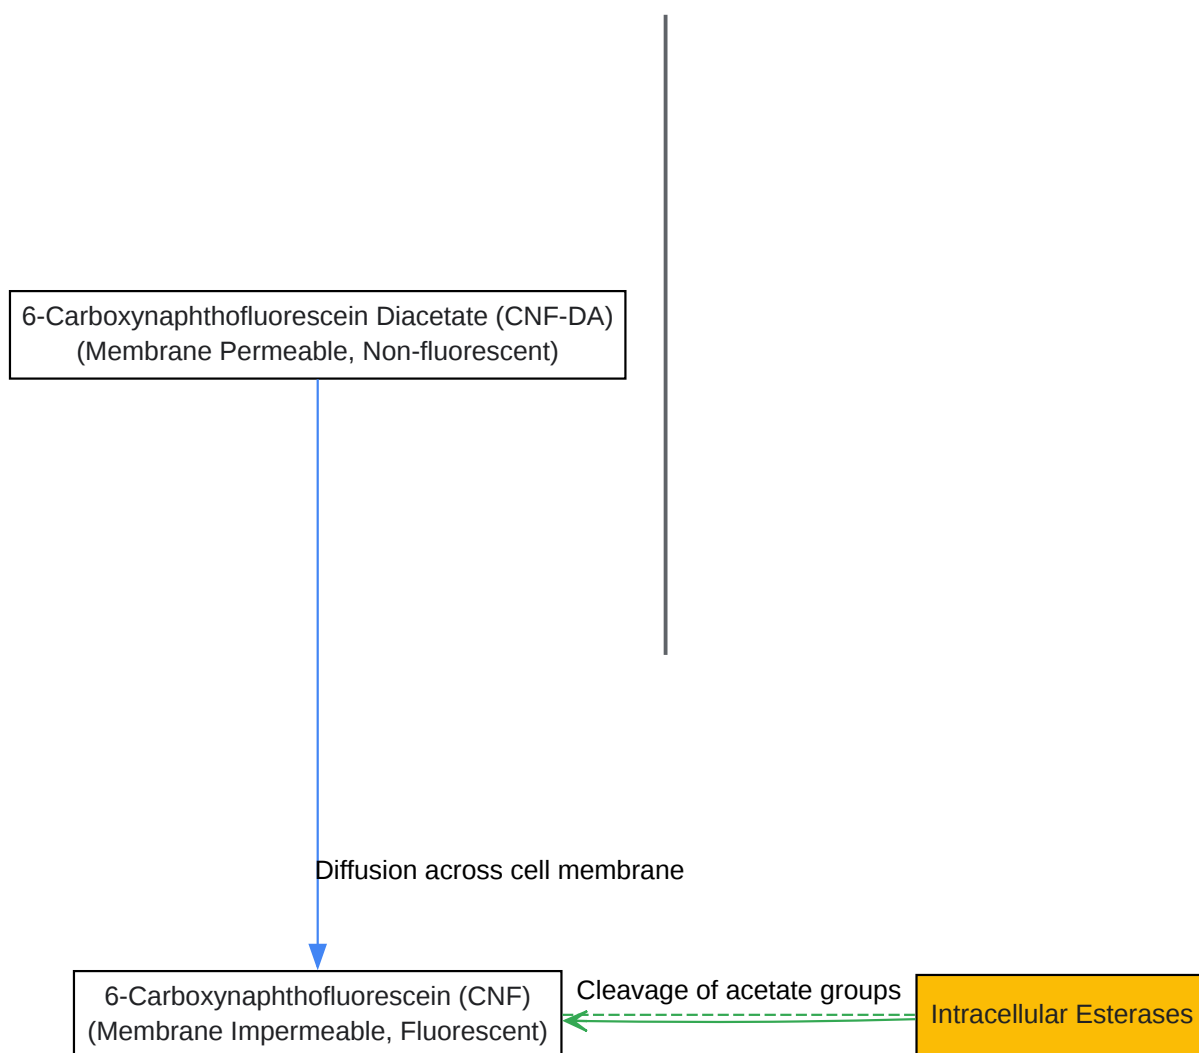 6-Carboxynaphthofluorescein Diacetate (CNF-DA)
(Membrane Permeable, Non-fluorescent)
Diffusion across cell membrane
6-Carboxynaphthofluorescein (CNF)
(Membrane Impermeable, Fluorescent)
Cleavage of acetate groups
Intracellular Esterases